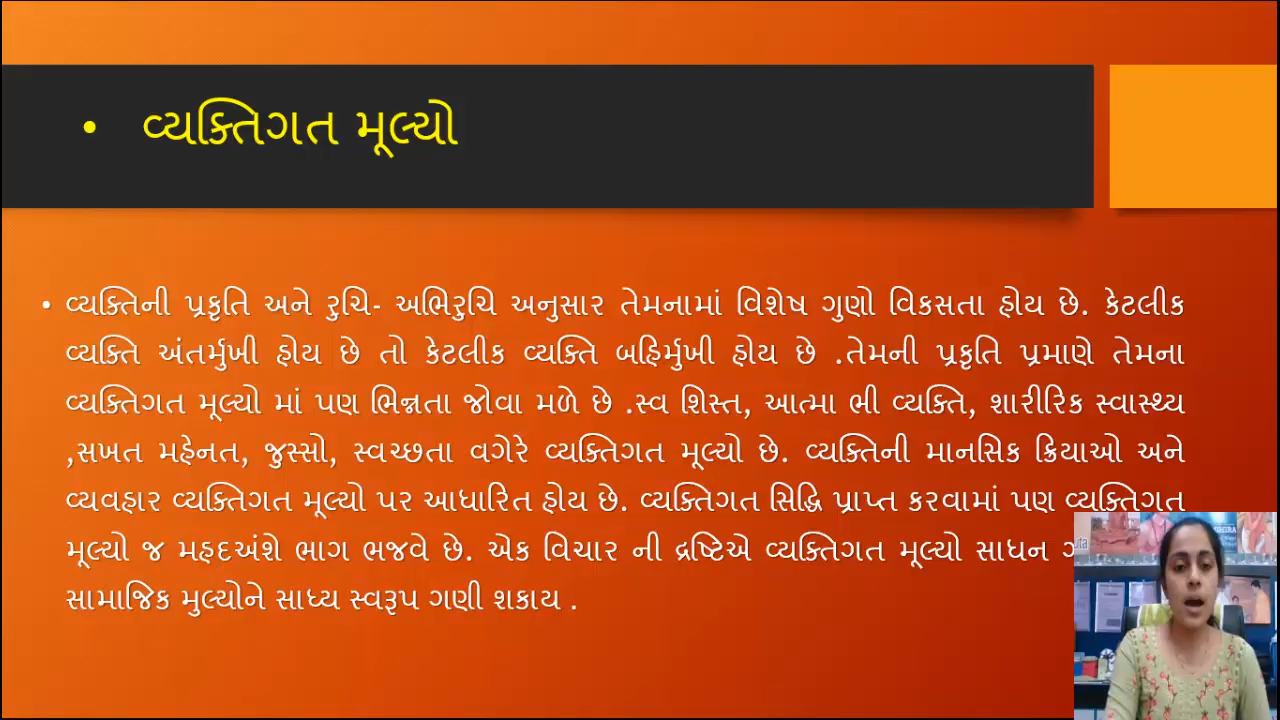 • વ્યક્તિગત મૂલ્યો
• વ્યક્તિની પ્રકૃતિ અને રુચિ- અભિરુચિ અનુસાર તેમનામાં વિશેષ ગુણો વિકસતા હોય છે. કેટલીક
વ્યક્તિ અંતર્મુખી હોય છે તો કેટલીક વ્યક્તિ બહિર્મુખી હોય છે .તેમની પ્રકૃતિ પ્રમાણે તેમના
વ્યક્તિગત મૂલ્યો માં પણ ભિન્નતા જોવા મળે છે .સ્વ શિસ્ત, આત્મા ભી વ્યક્તિ, શારીરિક સ્વાસ્થ્ય
,સખત મહેનત, જુસ્સો, સ્વચ્છતા વગેરે વ્યક્તિગત મૂલ્યો છે. વ્યક્તિની માનસિક ક્રિયાઓ અને
વ્યવહાર વ્યક્તિગત મૂલ્યો પર આધારિત હોય છે. વ્યક્તિગત સિદ્ધિ પ્રાપ્ત કરવામાં પણ વ્યક્તિગત
મૂલ્યો જ મહદઅંશે ભાગ ભજવે છે. એક વિચાર ની દ્રષ્ટિએ વ્યક્તિગત મૂલ્યો સાધન
સામાજિક મુલ્યોને સાધ્ય સ્વરૂપ ગણી શકાય .